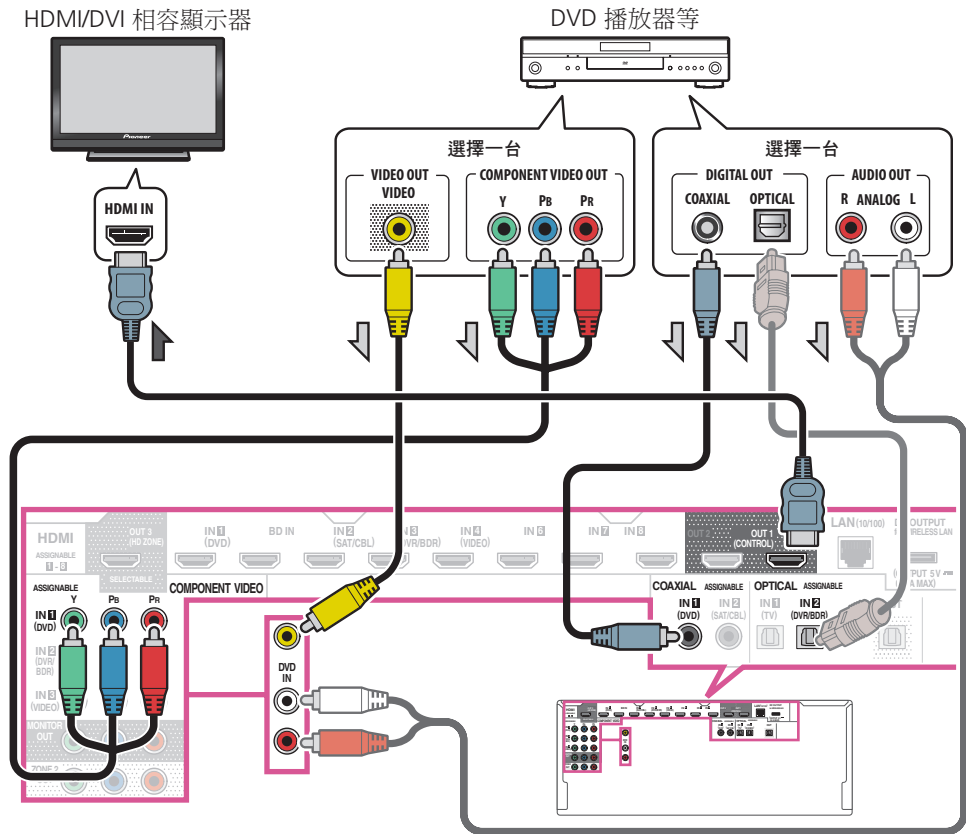 HDMI/DVI 相容顯示器
DVD 播放器等
Pioneer
HDMI IN
選擇一台
VIDEO OUT
VIDEO
COMPONENT VIDEO OUT
Y PB PR
選擇一台
DIGITAL OUT
COAXIAL OPTICAL
AUDIO OUT
R ANALOG L
HDMI
ASSIGNABLE
1 - 8
OUT 3
(HD ZONE)
SELECTABLE
IN 1
(DVD)
BD IN
IN 2
(SAT/CBL)
IN 3
(DVR/BDR)
IN 4
(VIDEO)
IN 6
IN 7
IN 8
OUT 2
OUT 1
(CONTROL)
LAN (10/100)
OUTPUT
WIRELESS LAN
5 V
MAX)
ASSIGNABLE
Y PB PR
COMPONENT VIDEO
IN 1
(DVD)
IN 2
(DVR/
BDR)
IN 3
(VIDEO)
MONITOR
OUT
ZONE 2
DVD
IN
COAXIAL ASSIGNABLE
IN 1
(DVD)
IN 2
(SAT/CBL)
OPTICAL ASSIGNABLE
IN 1
(TV)
IN 2
(DVR/BDR)